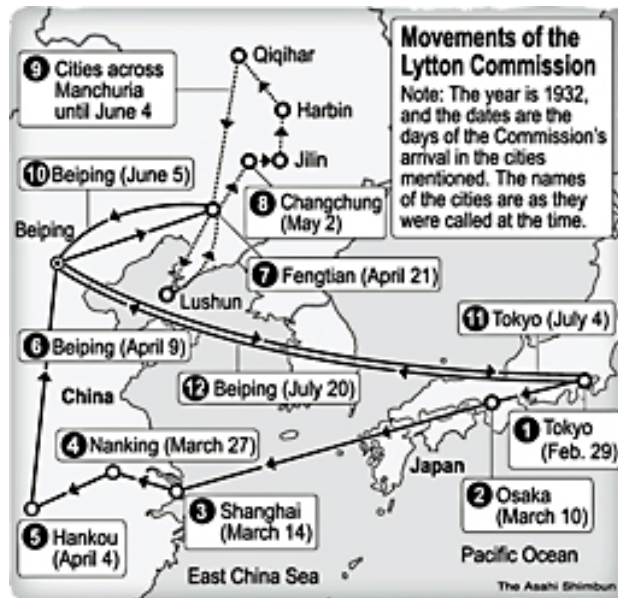 Movements of the
Lytton Commission
Note: The year is 1932,
and the dates are the
days of the Commission's
arrival in the cities
mentioned. The names
of the cities are as they
were called at the time.
9 Cities across
Manchuria
until June 4
Qiqihar
Harbin
Jilin
10 Beiping (June 5)
8 Changchung
(May 2)
Beiping
7 Fengtian (April 21)
Lushun
11 Tokyo (July 4)
6 Beiping (April 9)
12 Beiping (July 20)
China
1 Tokyo
(Feb. 29)
4 Nanking (March 27)
Japan
2 Osaka
(March 10)
3 Shanghai
(March 14)
5 Hankou
(April 4)
Pacific Ocean
East China Sea
The Asahi Shimbun